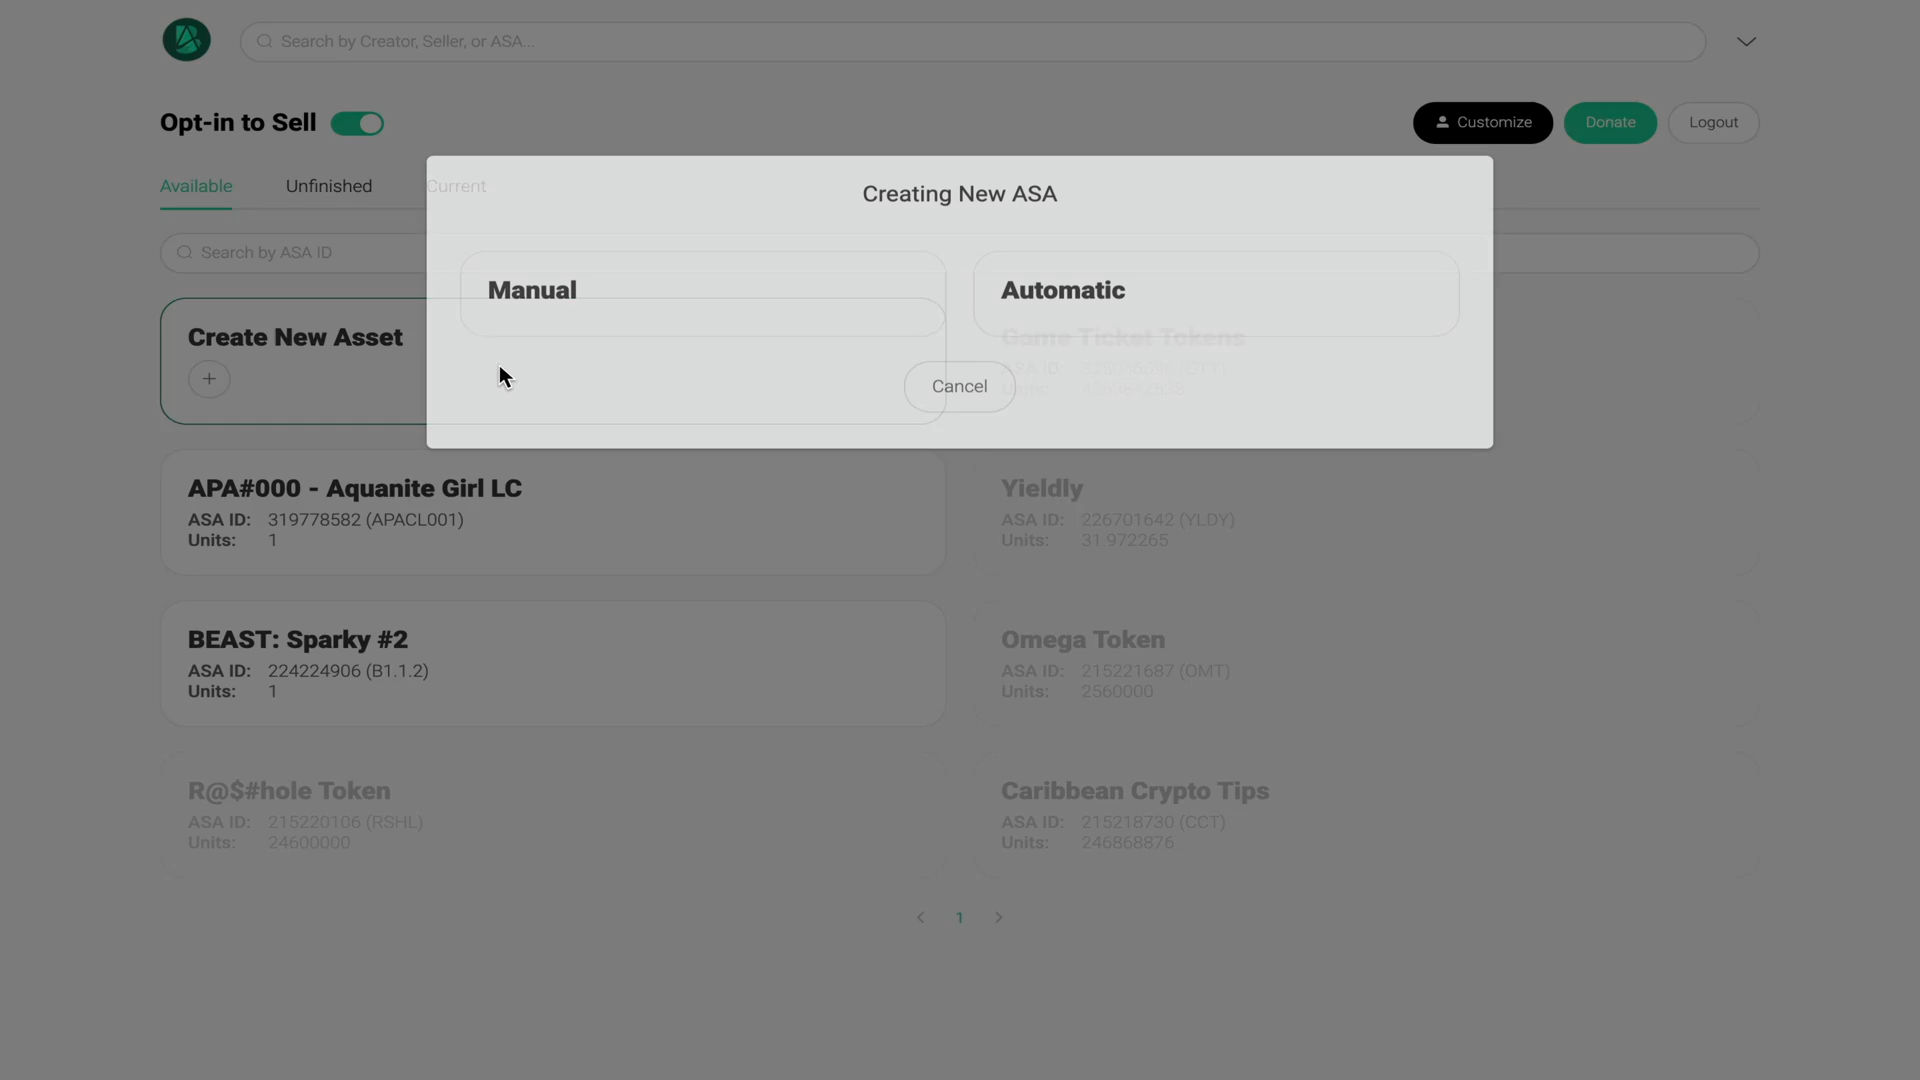 Search by Creator, Seller, or ASA...
Opt-in to Sell
Customize
Donate
Logout
Available
Unfinished
Current
Creating New ASA
Search by ASA ID
Manual
Automatic
Create New Asset
+
Game Ticket Tokens
ASA ID:
Cancel
APA#000 - Aquanite Girl LC
ASA ID: 319778582 (APACL001)
Units: 1
Yieldly
ASA ID: 226701642 (YLDY)
Units: 31.972265
BEAST: Sparky #2
ASA ID: 224224906 (B1.1.2)
Units: 1
Omega Token
ASA ID: 215221687 (OMT)
Units: 2560000
R@$#hole Token
ASA ID: 215220106 (RSHL)
Units: 24600000
Caribbean Crypto Tips
ASA ID: 215218730 (CCT)
Units: 246868876
< 1 >